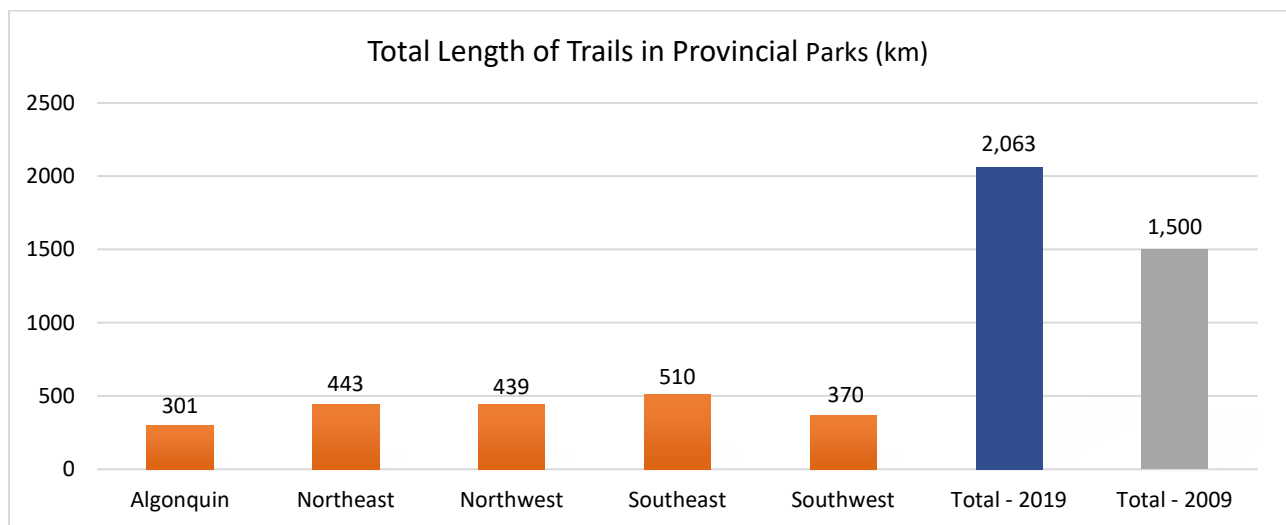 Total Length of Trails in Provincial Parks (km)
2500
2000
1500
1000
500
0
301
443
439
510
370
2,063
1,500
Algonquin
Northeast
Northwest
Southeast
Southwest
Total - 2019
Total - 2009